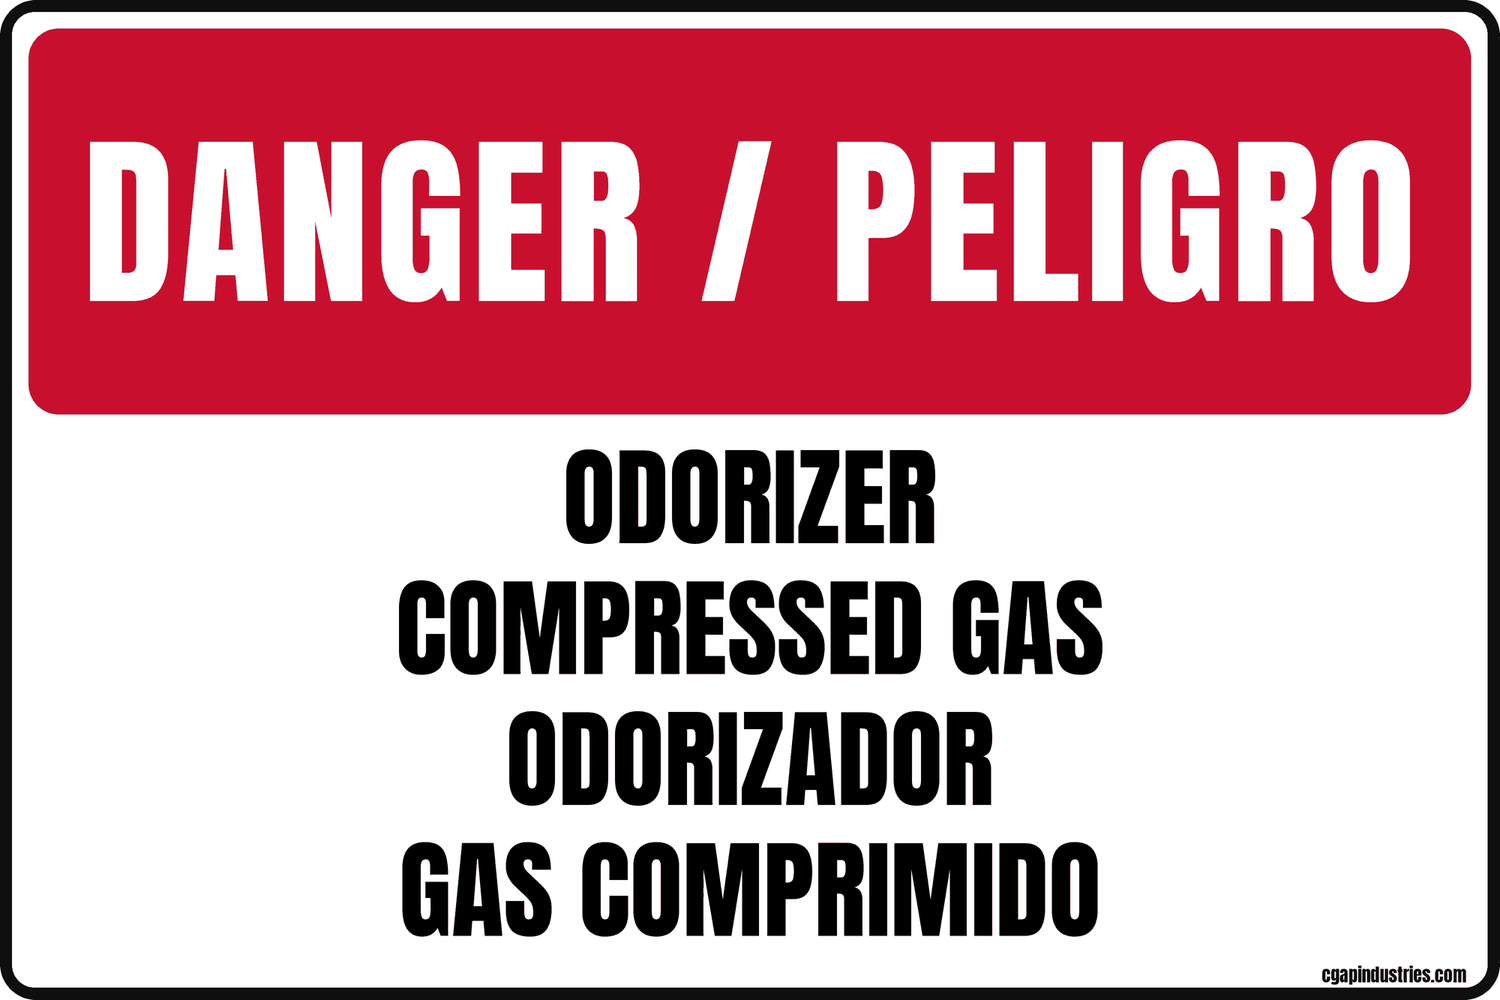 DANGER / PELIGRO
ODORIZER
COMPRESSED GAS
ODORIZADOR
GAS COMPRIMIDO
cgapindustries.com